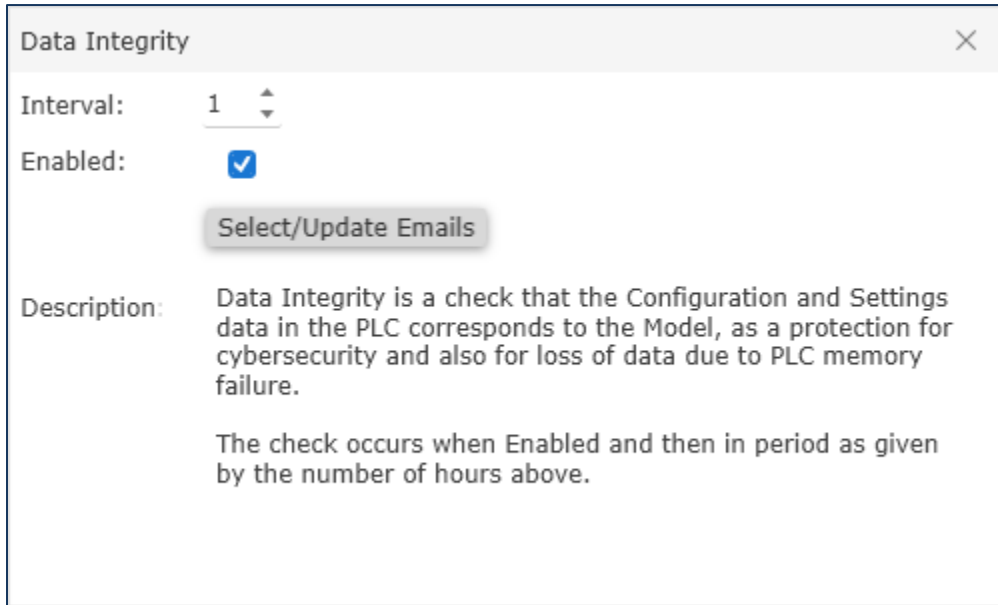 Data Integrity
Interval: 1
Enabled:
Select/Update Emails
Description:
Data Integrity is a check that the Configuration and Settings
data in the PLC corresponds to the Model, as a protection for
cybersecurity and also for loss of data due to PLC memory
failure.
The check occurs when Enabled and then in period as given
by the number of hours above.